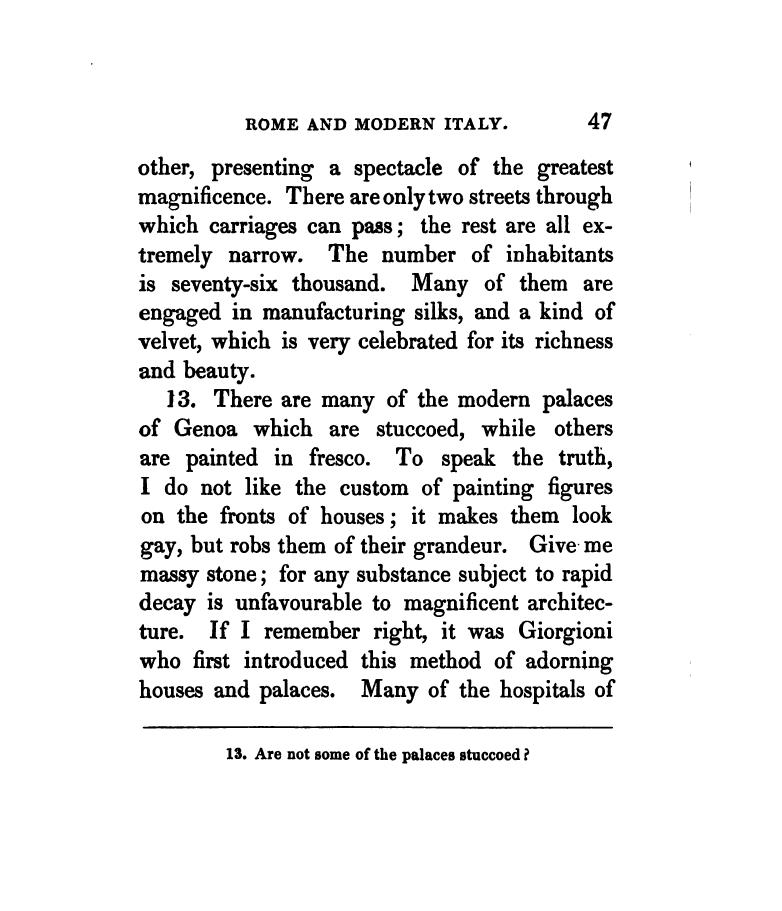 ROME AND MODERN ITALY. 47
other, presenting a spectacle of the greatest
magnificence. There are only two streets through
which carriages can pass; the rest are all ex-
tremely narrow. The number of inhabitants
is seventy-six thousand. Many of them are
engaged in manufacturing silks, and a kind of
velvet, which is very celebrated for its richness
and beauty.
13. There are many of the modern palaces
of Genoa which are stuccoed, while others
are painted in fresco. To speak the truth,
I do not like the custom of painting figures
on the fronts of houses; it makes them look
gay, but robs them of their grandeur. Give me
massy stone; for any substance subject to rapid
decay is unfavourable to magnificent architec-
ture. If I remember right, it was Giorgioni
who first introduced this method of adorning
houses and palaces. Many of the hospitals of
13. Are not some of the palaces stuccoed?